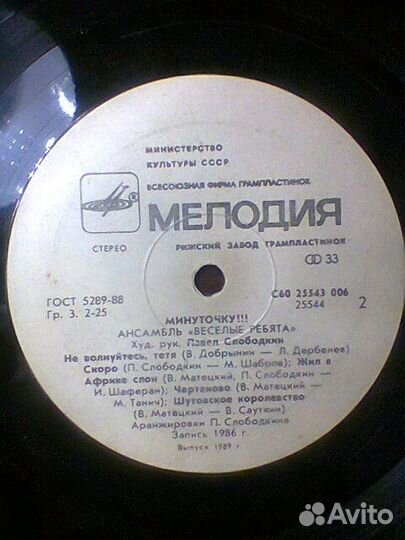 МИНИСТЕРСТВО
КУЛЬТУРЫ СССР
ВСЕСОЮЗНАЯ ФИРМА ГРАМПЛАСТИНОК
МЕЛОДИЯ
СТЕРЕО
РИЖСКИЙ ЗАВОД ГРАМПЛАСТИНОК
33
ГОСТ 5289-88
Гр. 3. 2-25
С60 25543 006
25544
2
МИНУТОЧКУ!!!
АНСАМБЛЬ «ВЕСЕЛЫЕ РЕБЯТА»
Худ. рук. Павел Слободкин
Не волнуйтесь, тетя (В. Добрынин — Л. Дербенев)
Скоро (П. Слободкин — М. Шабров); Жил в
Африке слон (В. Матецкий, П. Слободкин —
И. Шаферан); Чертаново (В. Матецкий —
М. Танич); Шутовское королевство
(В. Матецкий — В. Сауткин)
Аранжировки П. Слободкина
Запись 1986 г.
Выпуск 1989 г.
Avito